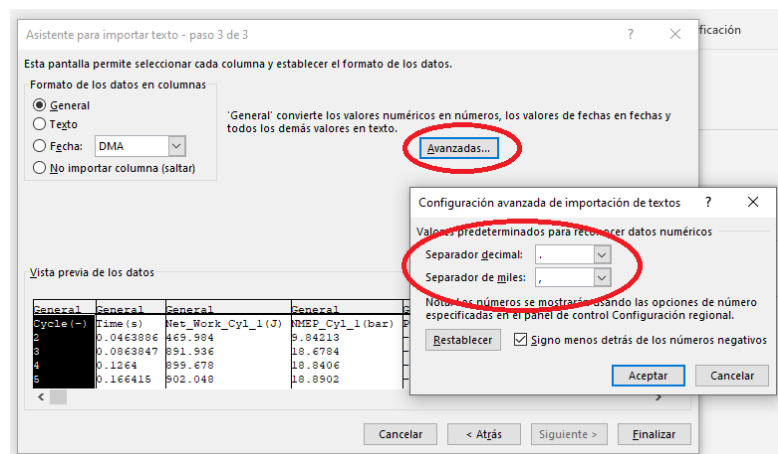 ficación
Asistente para importar texto - paso 3 de 3 ? ×
Esta pantalla permite seleccionar cada columna y establecer el formato de los datos.
Formato de los datos en columnas
General
Texto
Fecha: DMA
No importar columna (saltar)
'General' convierte los valores numéricos en números, los valores de fechas en fechas y
todos los demás valores en texto.
Avanzadas...
Configuración avanzada de importación de textos ? ×
Valores predeterminados para reconocer datos numéricos
Separador decimal: .
Separador de miles: ,
Nota: Los números se mostrarán usando las opciones de número
especificadas en el panel de control Configuración regional.
Restablecer
Signo menos detrás de los números negativos
Aceptar Cancelar
Vista previa de los datos
General General General General
Cycle(-) Time(s) Net_Work_Cyl_1(J) NMEP_Cyl_1(bar)
2 0.0463886 469.984 9.84213
3 0.0863847 891.936 18.6784
4 0.1264 899.678 18.8406
5 0.166415 902.048 18.8902
< >
Cancelar < Atrás Siguiente > Finalizar